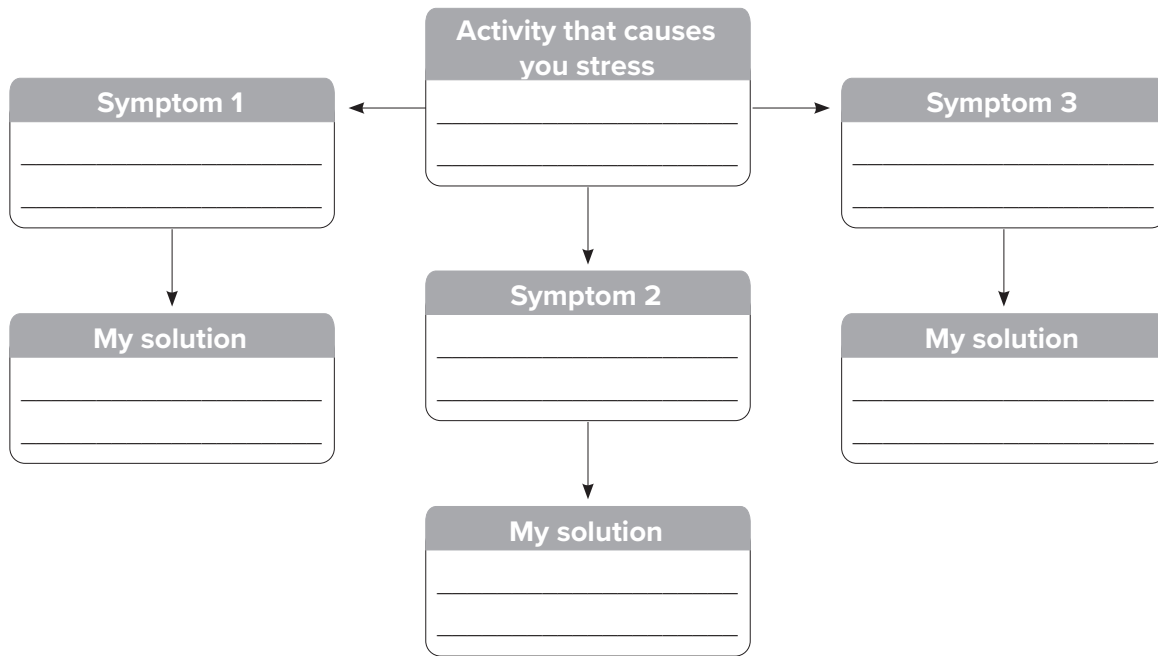 Activity that causes
you stress
Symptom 1
Symptom 3
Symptom 2
My solution
My solution
My solution